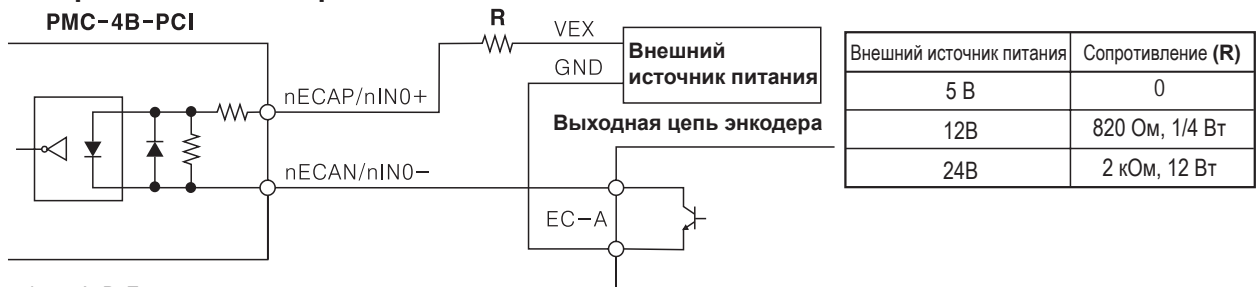 PMC-4B-PCI
R
VEX
GND
Внешний
источник питания
nECAP/nIN0+
Выходная цепь энкодера
nECAN/nIN0-
EC-A
Внешний источник питания Сопротивление (R)
5 В 0
12В 820 Ом, 1/4 Вт
24В 2 кОм, 12 Вт